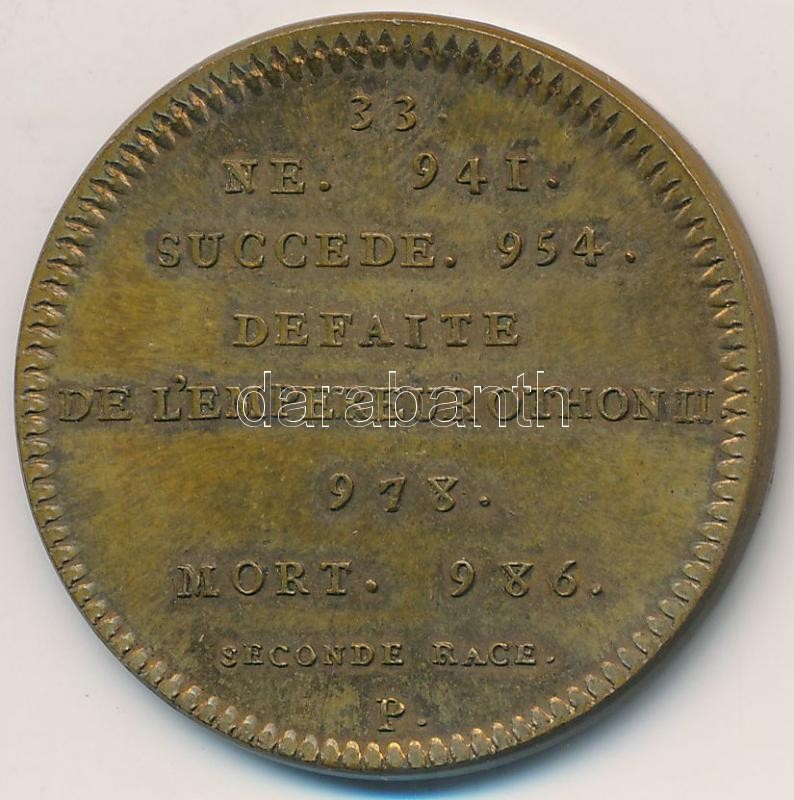 33.
NE. 941.
SUCCEDE. 954.
DEFAITE
DE L'EMPEREUR OTHON II
978.
MORT. 986.
SECONDE RACE.
P.
darabanth